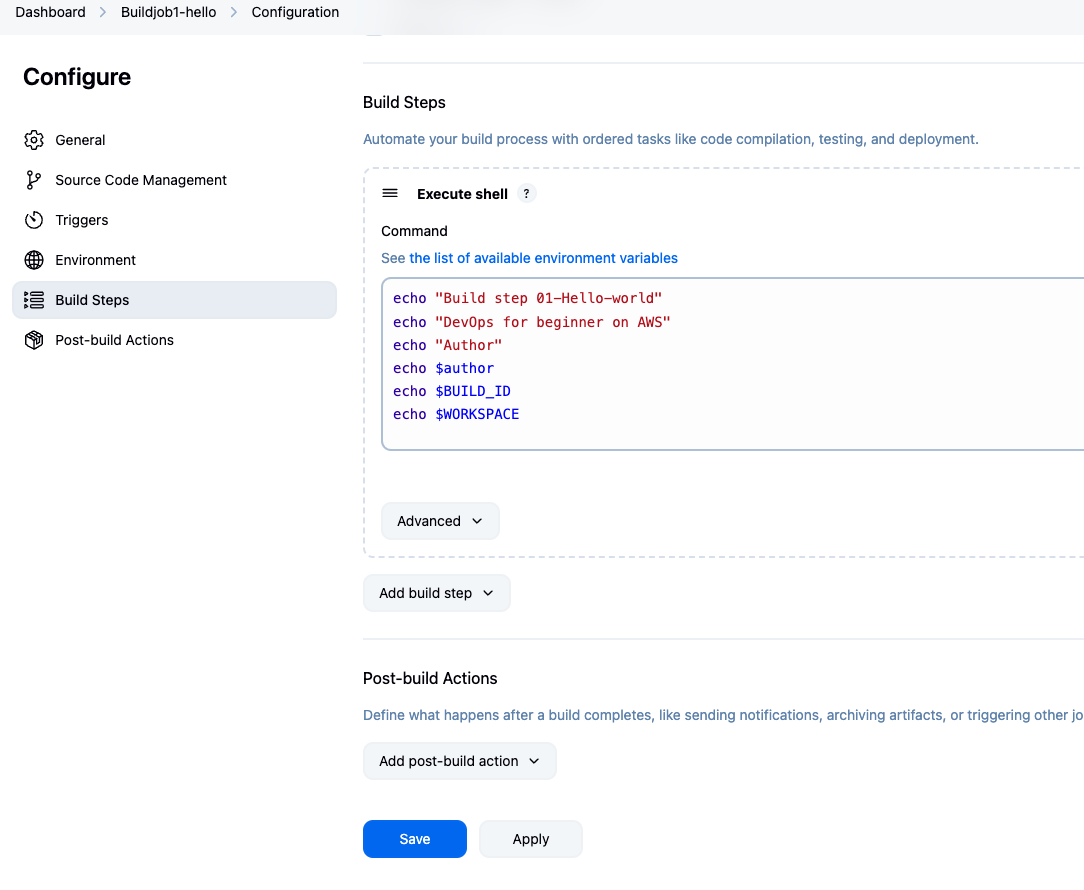 Dashboard > Buildjob1-hello > Configuration
Configure
General
Source Code Management
Triggers
Environment
Build Steps
Post-build Actions
Build Steps
Automate your build process with ordered tasks like code compilation, testing, and deployment.
Execute shell ?
Command
See the list of available environment variables
echo "Build step 01-Hello-world"
echo "DevOps for beginner on AWS"
echo "Author"
echo $author
echo $BUILD_ID
echo $WORKSPACE
Advanced
Add build step
Post-build Actions
Define what happens after a build completes, like sending notifications, archiving artifacts, or triggering other jo
Add post-build action
Save Apply